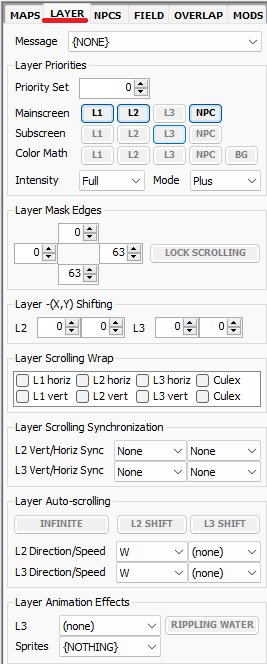 MAPS LAYER NPCS FIELD OVERLAP MODS
Message {NONE}
Layer Priorities
Priority Set 0
Mainscreen L1 L2 L3 NPC
Subscreen L1 L2 L3 NPC
Color Math L1 L2 L3 NPC BG
Intensity Full Mode Plus
Layer Mask Edges
0
0 63 LOCK SCROLLING
63
Layer -(X,Y) Shifting
L2 0 0 L3 0 0
Layer Scrolling Wrap
L1 horiz L2 horiz L3 horiz Culex
L1 vert L2 vert L3 vert Culex
Layer Scrolling Synchronization
L2 Vert/Horiz Sync None None
L3 Vert/Horiz Sync None None
Layer Auto-scrolling
INFINITE L2 SHIFT L3 SHIFT
L2 Direction/Speed W (none)
L3 Direction/Speed W (none)
Layer Animation Effects
L3 (none) RIPPLING WATER
Sprites {NOTHING}